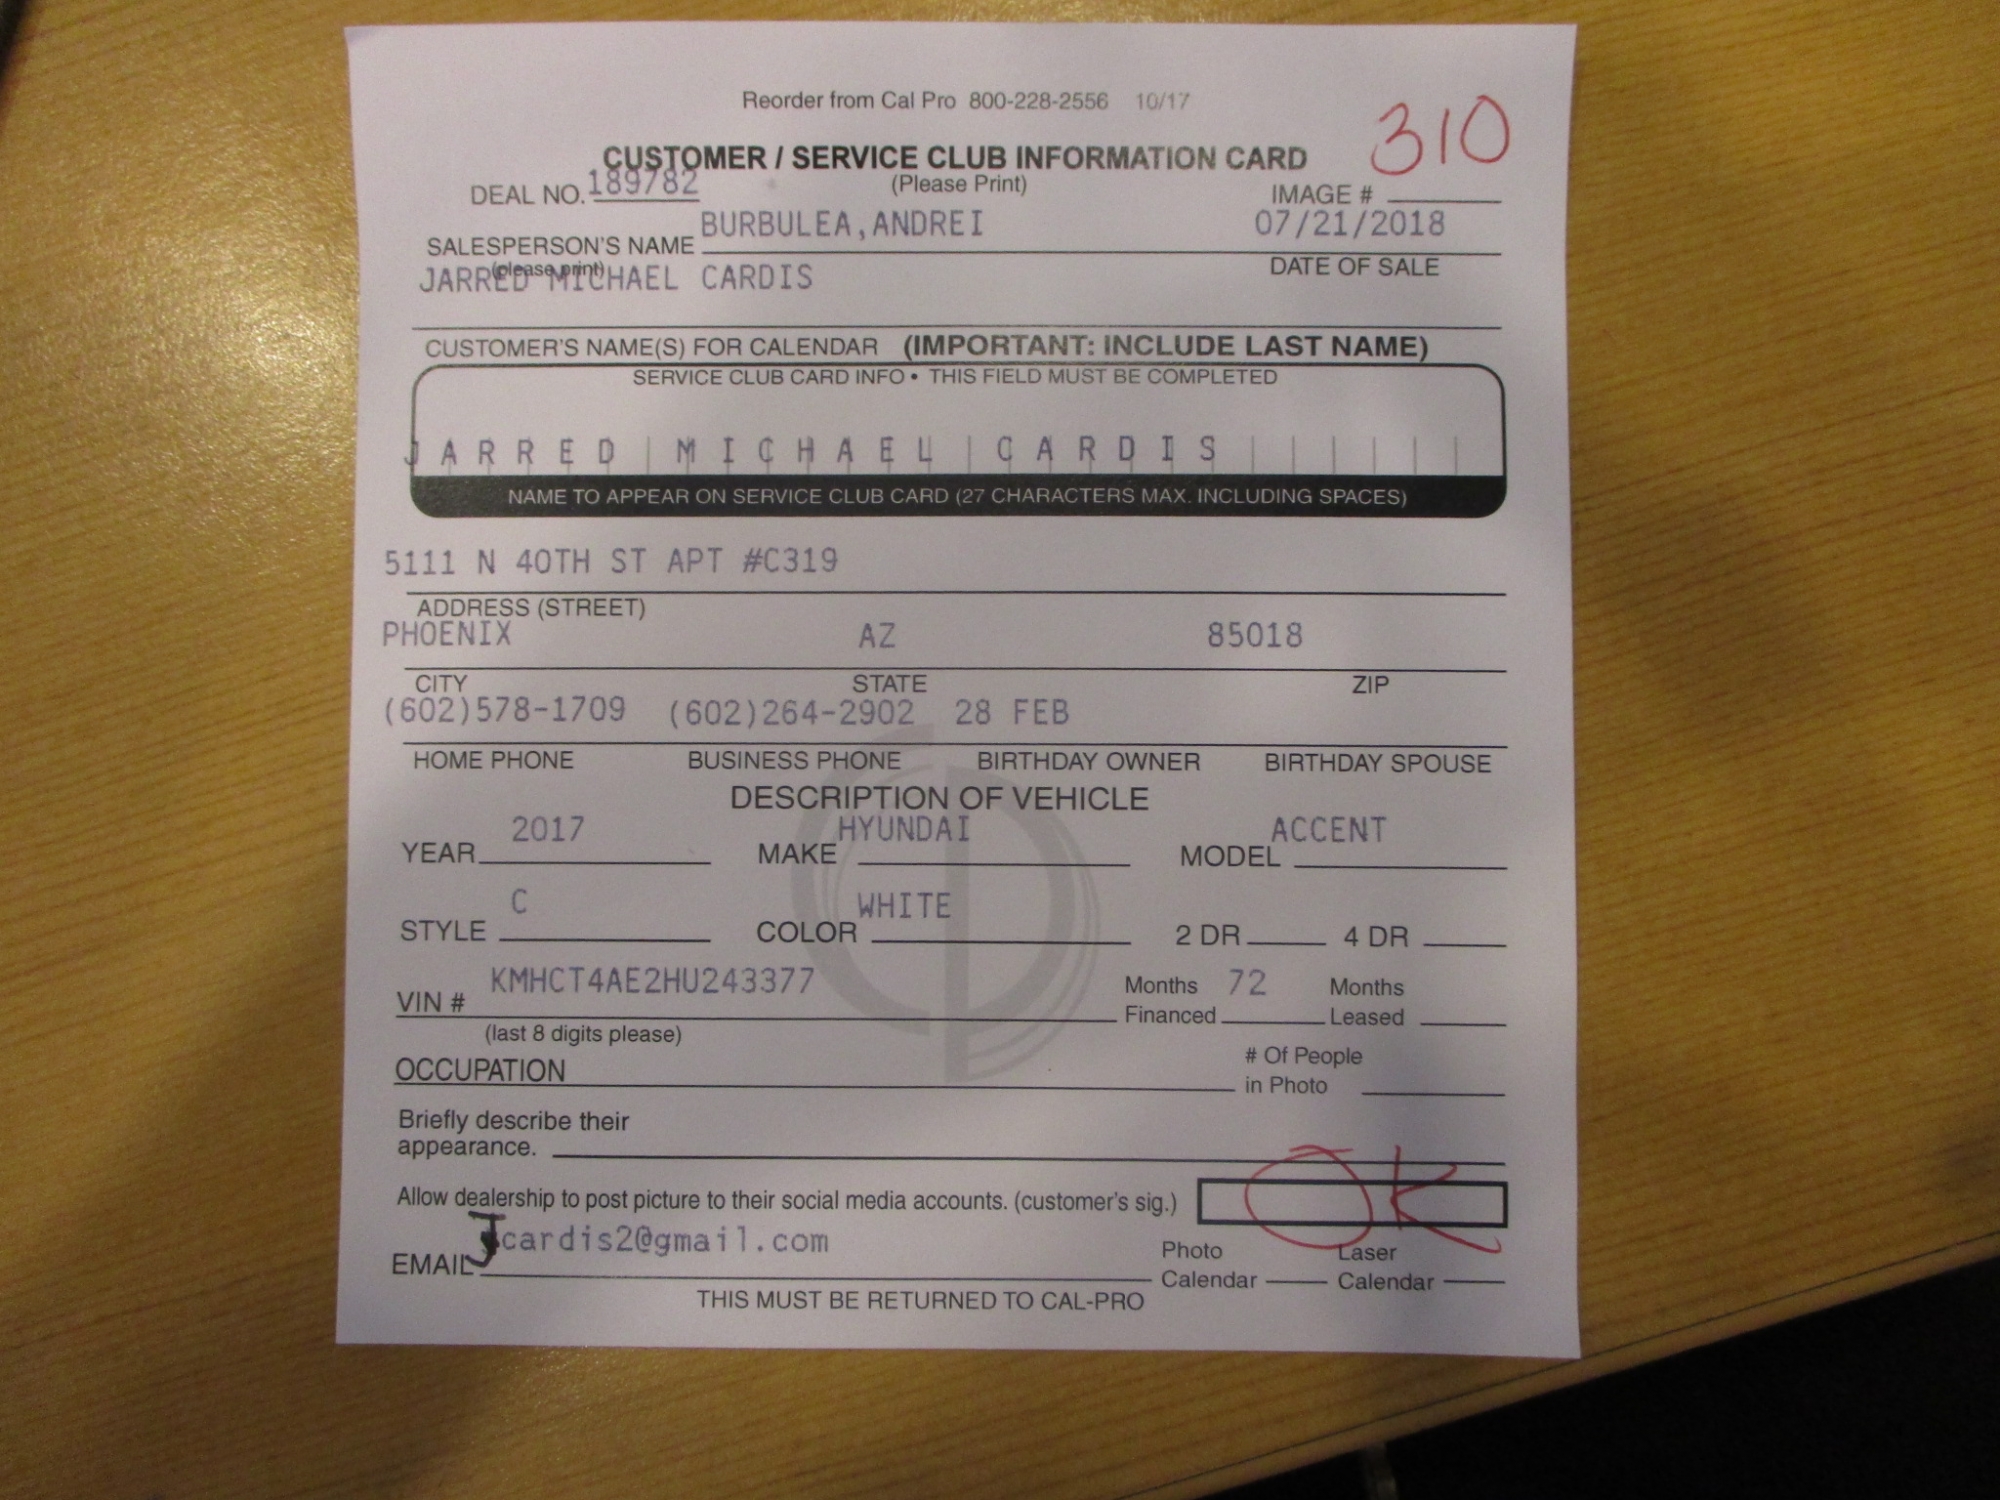 Reorder from Cal Pro 800-228-2556 10/17
310
CUSTOMER / SERVICE CLUB INFORMATION CARD
DEAL NO. 189782 (Please Print) IMAGE #
BURBULEA,ANDREI 07/21/2018
SALESPERSON'S NAME DATE OF SALE
(please print)
JARRED MICHAEL CARDIS
CUSTOMER'S NAME(S) FOR CALENDAR (IMPORTANT: INCLUDE LAST NAME)
SERVICE CLUB CARD INFO • THIS FIELD MUST BE COMPLETED
JARRED MICHAEL CARDIS
NAME TO APPEAR ON SERVICE CLUB CARD (27 CHARACTERS MAX. INCLUDING SPACES)
5111 N 40TH ST APT #C319
ADDRESS (STREET)
PHOENIX AZ 85018
CITY STATE ZIP
(602)578-1709 (602)264-2902 28 FEB
HOME PHONE BUSINESS PHONE BIRTHDAY OWNER BIRTHDAY SPOUSE
DESCRIPTION OF VEHICLE
2017 HYUNDAI ACCENT
YEAR MAKE MODEL
C WHITE
STYLE COLOR 2 DR 4 DR
KMHCT4AE2HU243377 Months 72 Months
VIN # Financed Leased
(last 8 digits please)
OCCUPATION # Of People
in Photo
Briefly describe their
appearance.
Allow dealership to post picture to their social media accounts. (customer's sig.) OK
Jcardis2@gmail.com
EMAIL Photo Laser
Calendar Calendar
THIS MUST BE RETURNED TO CAL-PRO